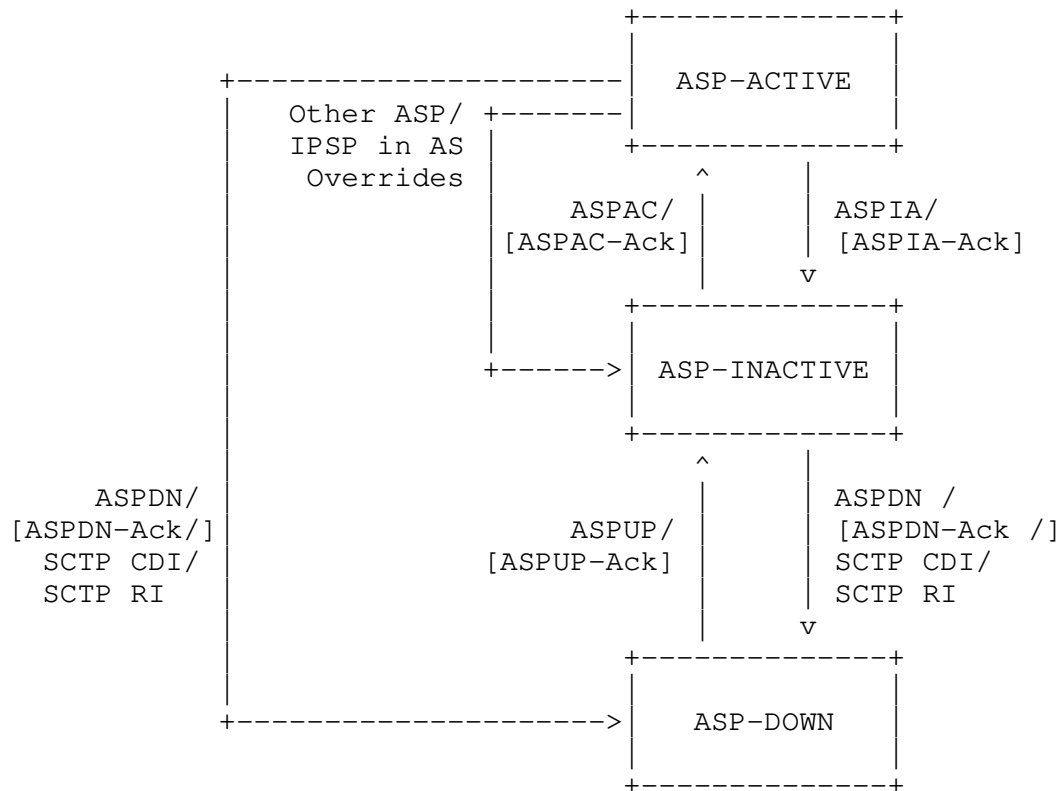 ASP-ACTIVE
Other ASP/
IPSP in AS
Overrides
ASPAC/
[ASPAC-Ack]
ASPIA/
[ASPIA-Ack]
ASP-INACTIVE
ASPDN/
[ASPDN-Ack/]
SCTP CDI/
SCTP RI
ASPUP/
[ASPUP-Ack]
ASPDN /
[ASPDN-Ack /]
SCTP CDI/
SCTP RI
ASP-DOWN